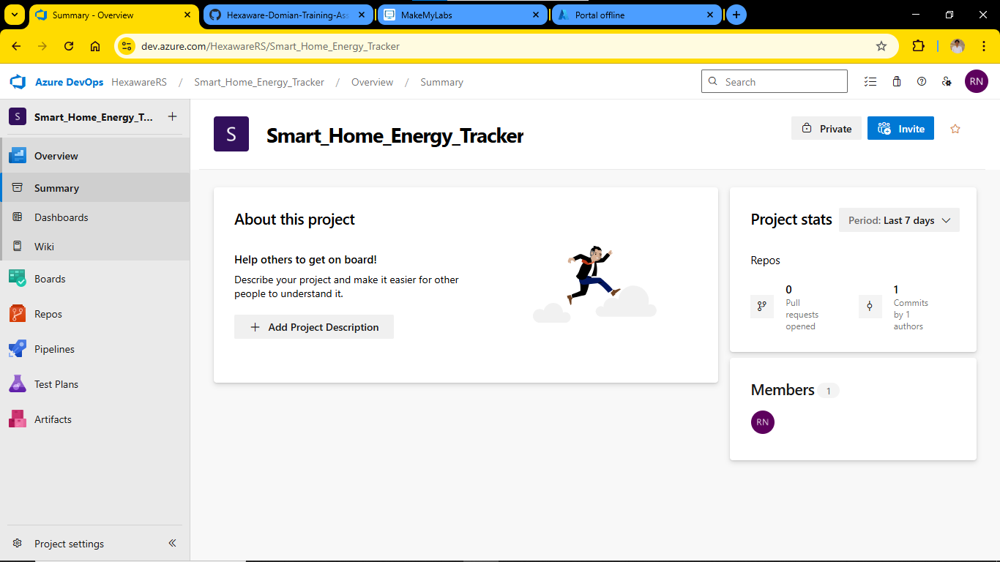 Summary - Overview
Hexaware-Domian-Training-Ass
MakeMyLabs
Portal offline
dev.azure.com/HexawareRS/Smart_Home_Energy_Tracker
Azure DevOps HexawareRS / Smart_Home_Energy_Tracker / Overview / Summary
Search
RN
S Smart_Home_Energy_T... +
Overview
Summary
Dashboards
Wiki
Boards
Repos
Pipelines
Test Plans
Artifacts
Project settings
S
Smart_Home_Energy_Tracker
Private
Invite
About this project
Help others to get on board!
Describe your project and make it easier for other
people to understand it.
+ Add Project Description
Project stats
Period: Last 7 days
Repos
0
Pull
requests
opened
1
Commits
by 1
authors
Members 1
RN